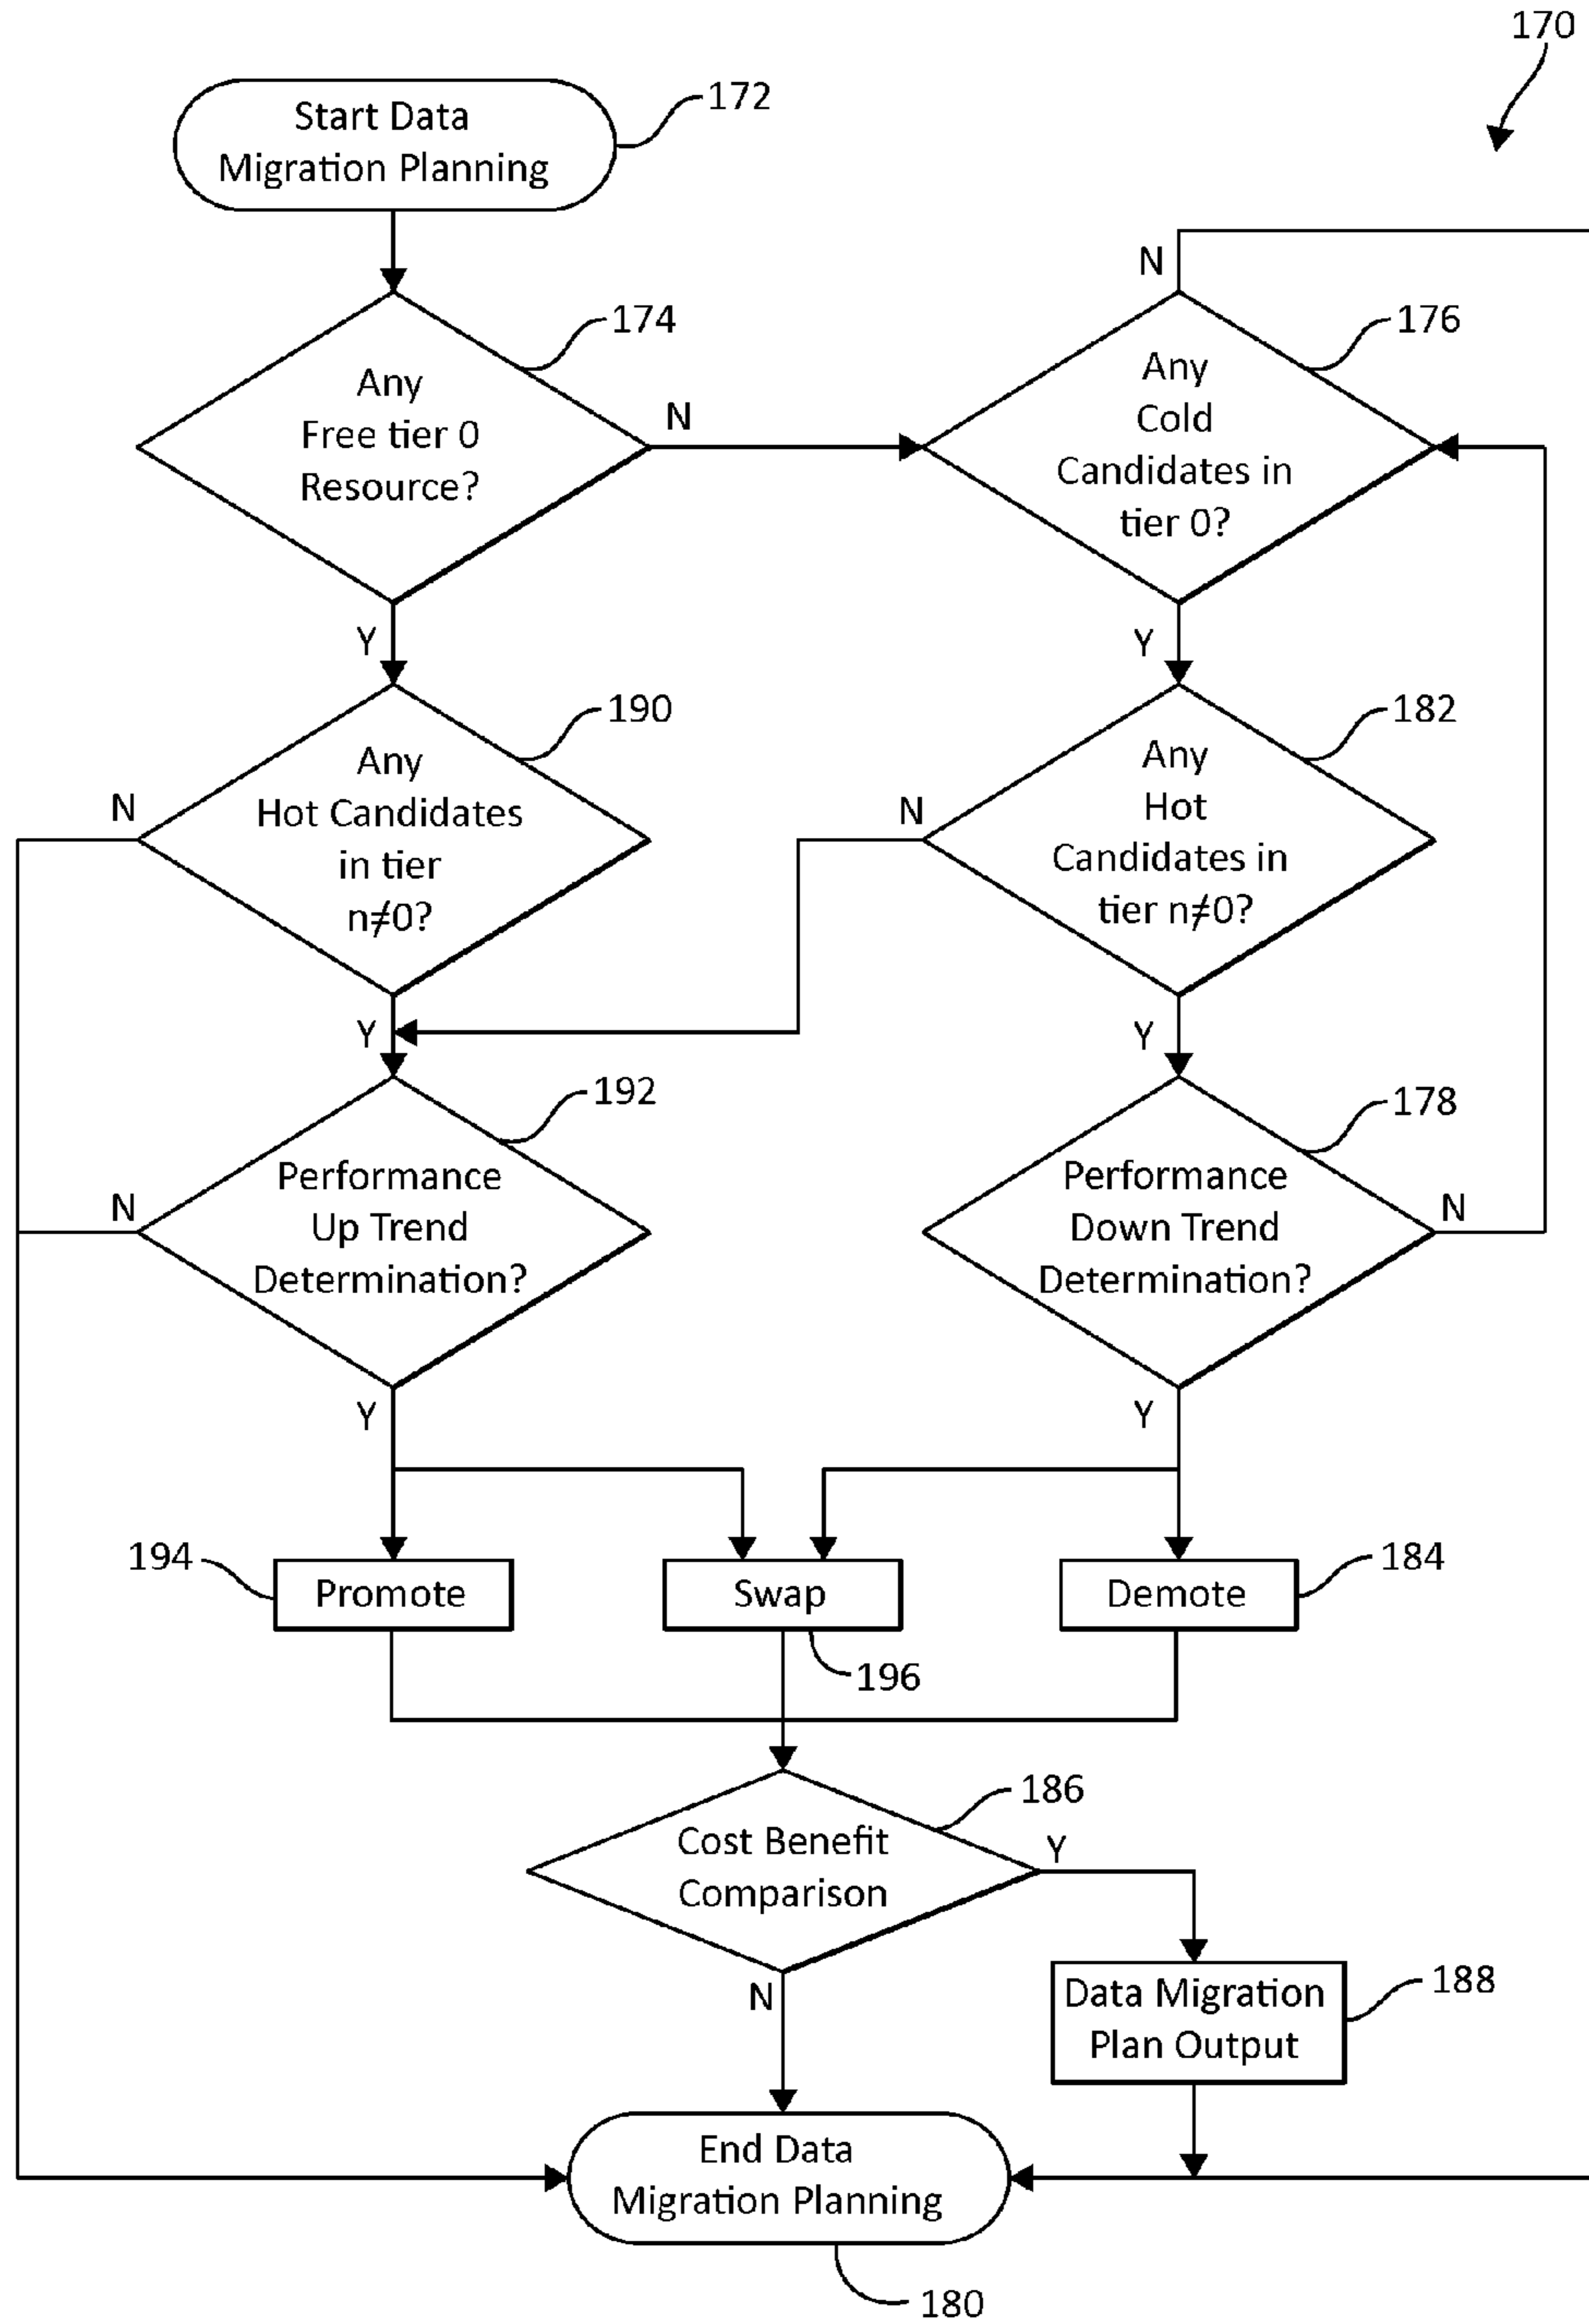 170
Start Data
Migration Planning
172
N
Any
Free tier 0
Resource?
174
N
Any
Cold
Candidates in
tier 0?
176
Y
Y
Any
Hot Candidates
in tier
n≠0?
190
N
Any
Hot
Candidates in
tier n≠0?
182
N
Y
Y
Performance
Up Trend
Determination?
192
N
Performance
Down Trend
Determination?
178
N
Y
Y
194
Promote
Swap
196
Demote
184
Cost Benefit
Comparison
186
Y
N
Data Migration
Plan Output
188
End Data
Migration Planning
180